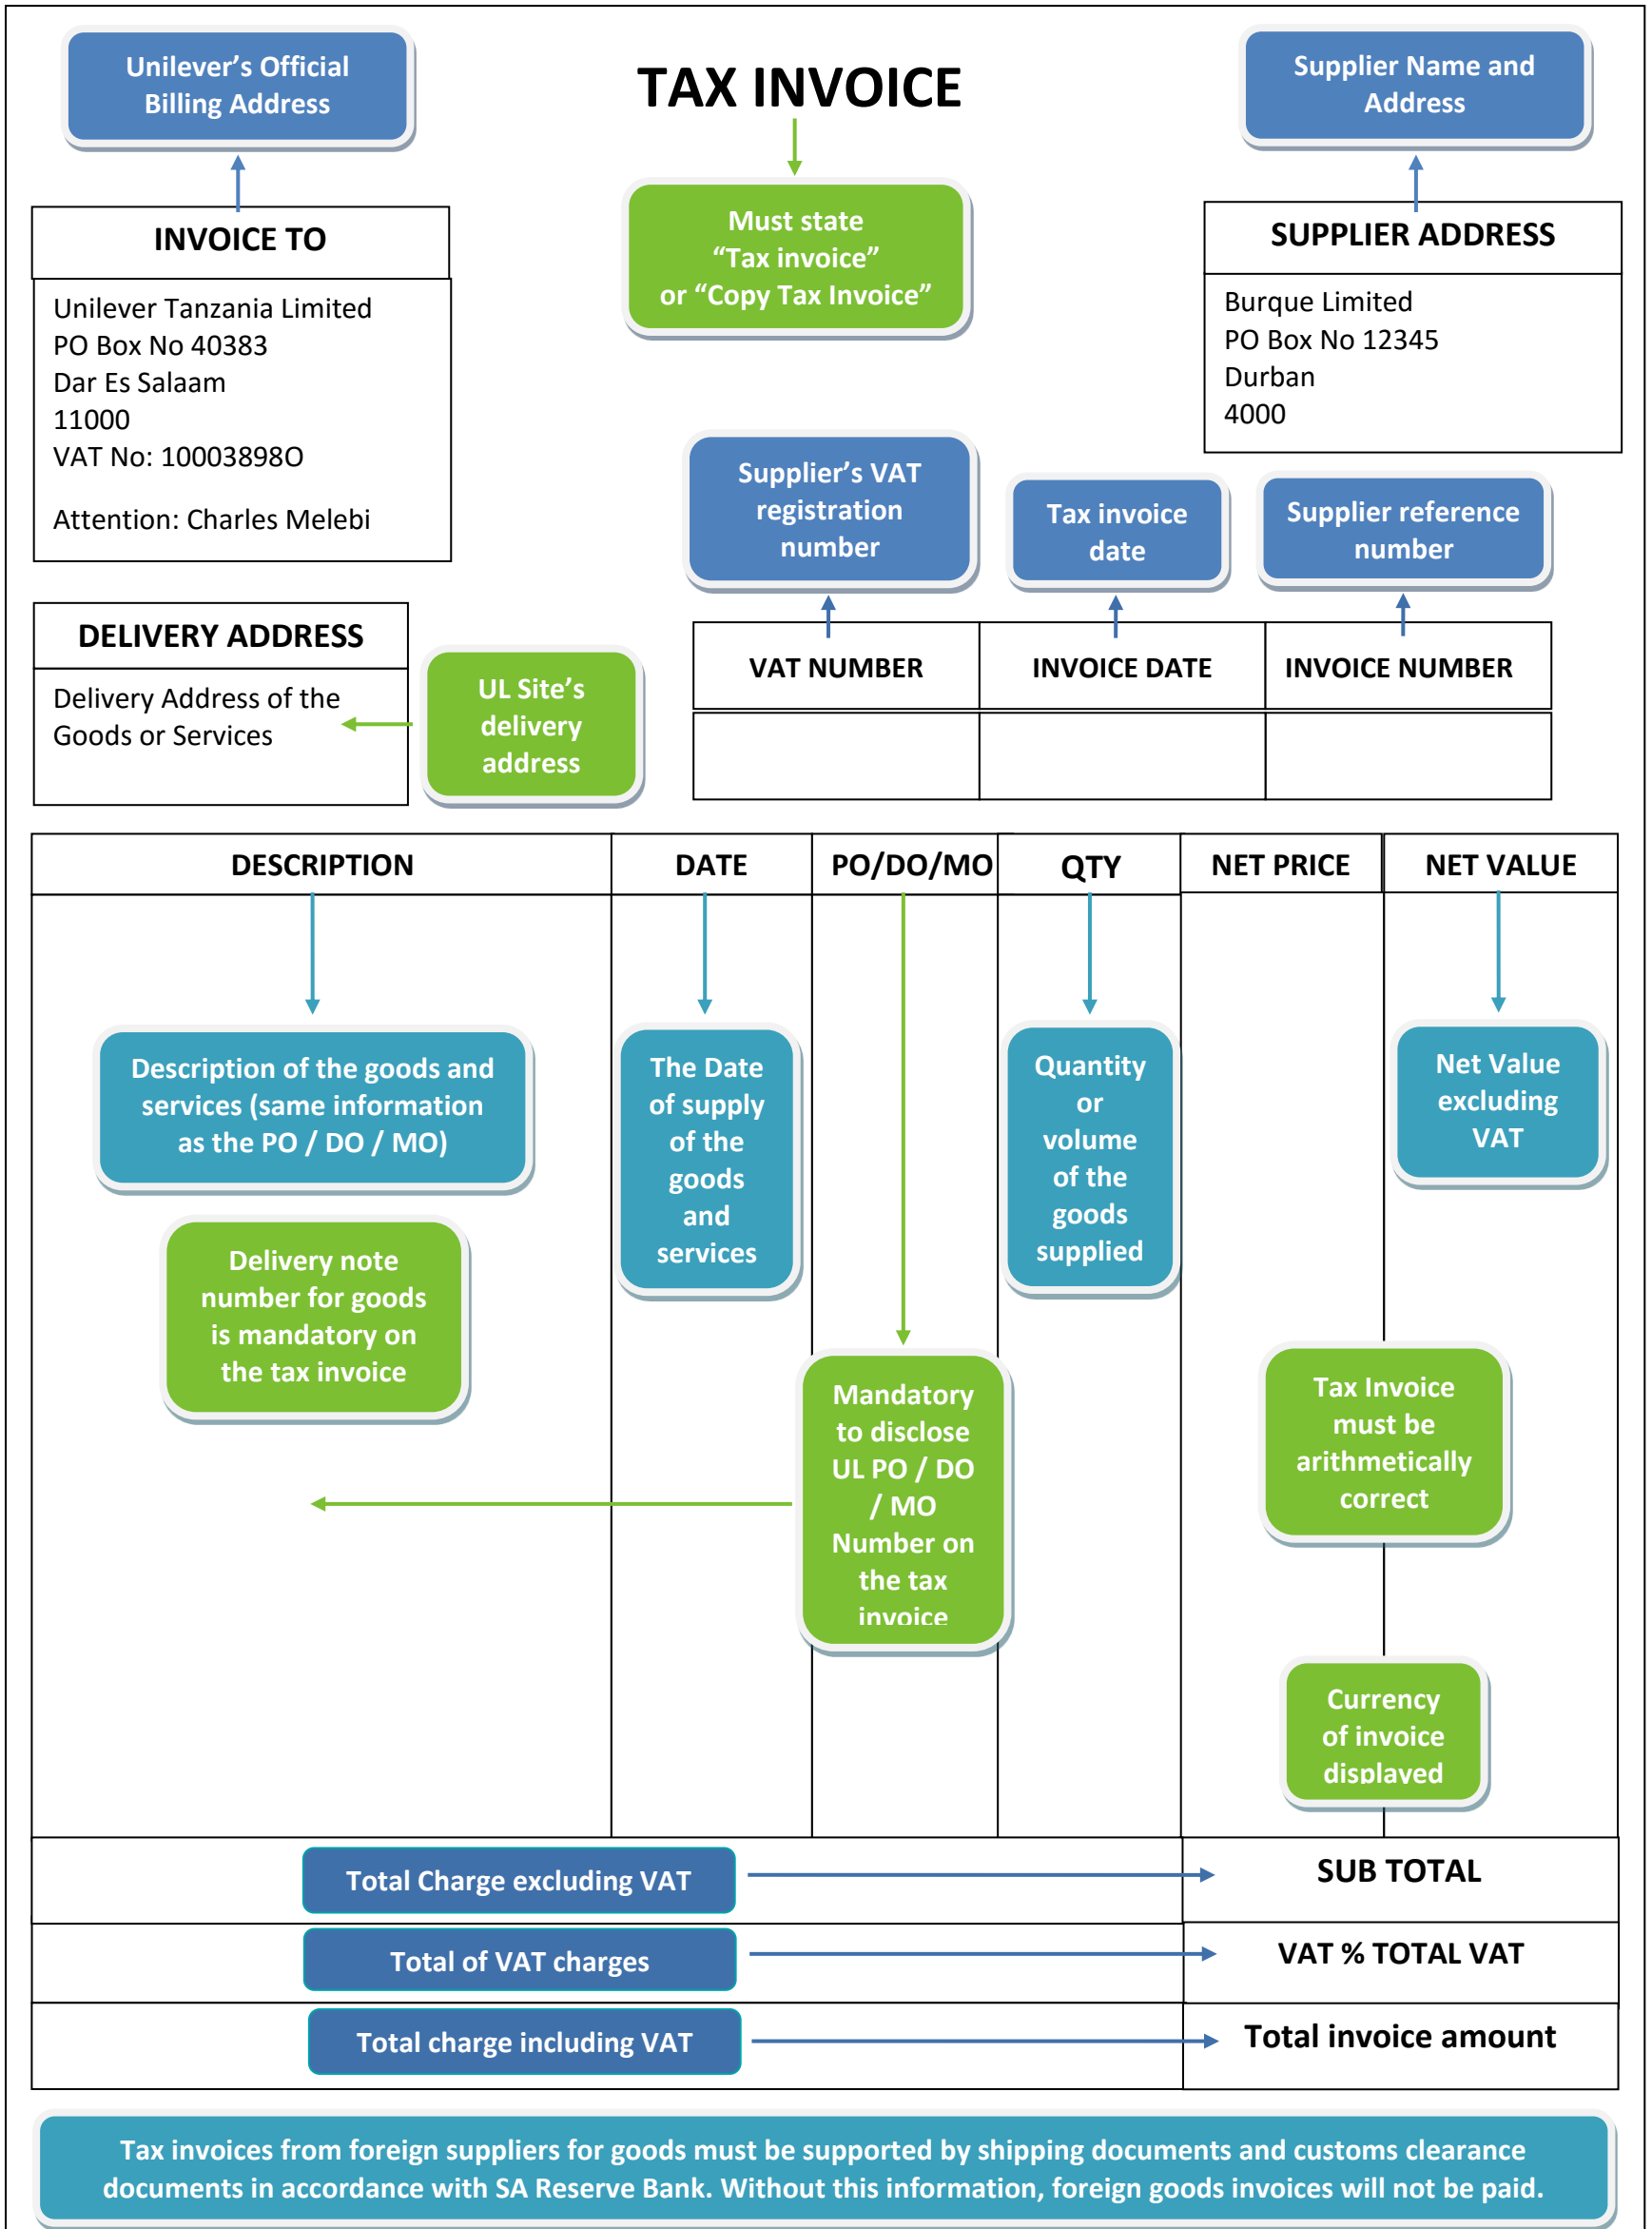 Unilever’s Official
Billing Address
TAX INVOICE
Supplier Name and
Address
Must state
“Tax invoice”
or “Copy Tax Invoice”
INVOICE TO
Unilever Tanzania Limited
PO Box No 40383
Dar Es Salaam
11000
VAT No: 10003898O
Attention: Charles Melebi
SUPPLIER ADDRESS
Burque Limited
PO Box No 12345
Durban
4000
Supplier’s VAT
registration
number
Tax invoice
date
Supplier reference
number
DELIVERY ADDRESS
Delivery Address of the
Goods or Services
UL Site’s
delivery
address
VAT NUMBER
INVOICE DATE
INVOICE NUMBER
DESCRIPTION
DATE
PO/DO/MO
QTY
NET PRICE
NET VALUE
Description of the goods and
services (same information
as the PO / DO / MO)
The Date
of supply
of the
goods
and
services
Quantity
or
volume
of the
goods
supplied
Net Value
excluding
VAT
Delivery note
number for goods
is mandatory on
the tax invoice
Mandatory
to disclose
UL PO / DO
/ MO
Number on
the tax
invoice
Tax Invoice
must be
arithmetically
correct
Currency
of invoice
displayed
Total Charge excluding VAT
SUB TOTAL
Total of VAT charges
VAT % TOTAL VAT
Total charge including VAT
Total invoice amount
Tax invoices from foreign suppliers for goods must be supported by shipping documents and customs clearance
documents in accordance with SA Reserve Bank. Without this information, foreign goods invoices will not be paid.